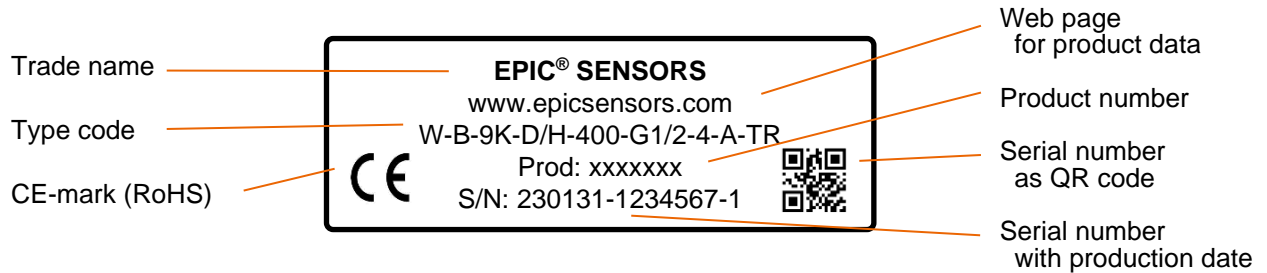 Trade name
Type code
CE-mark (RoHS)
EPIC® SENSORS
www.epicsensors.com
W-B-9K-D/H-400-G1/2-4-A-TR
Prod: xxxxxxx
S/N: 230131-1234567-1
CE
Web page
for product data
Product number
Serial number
as QR code
Serial number
with production date